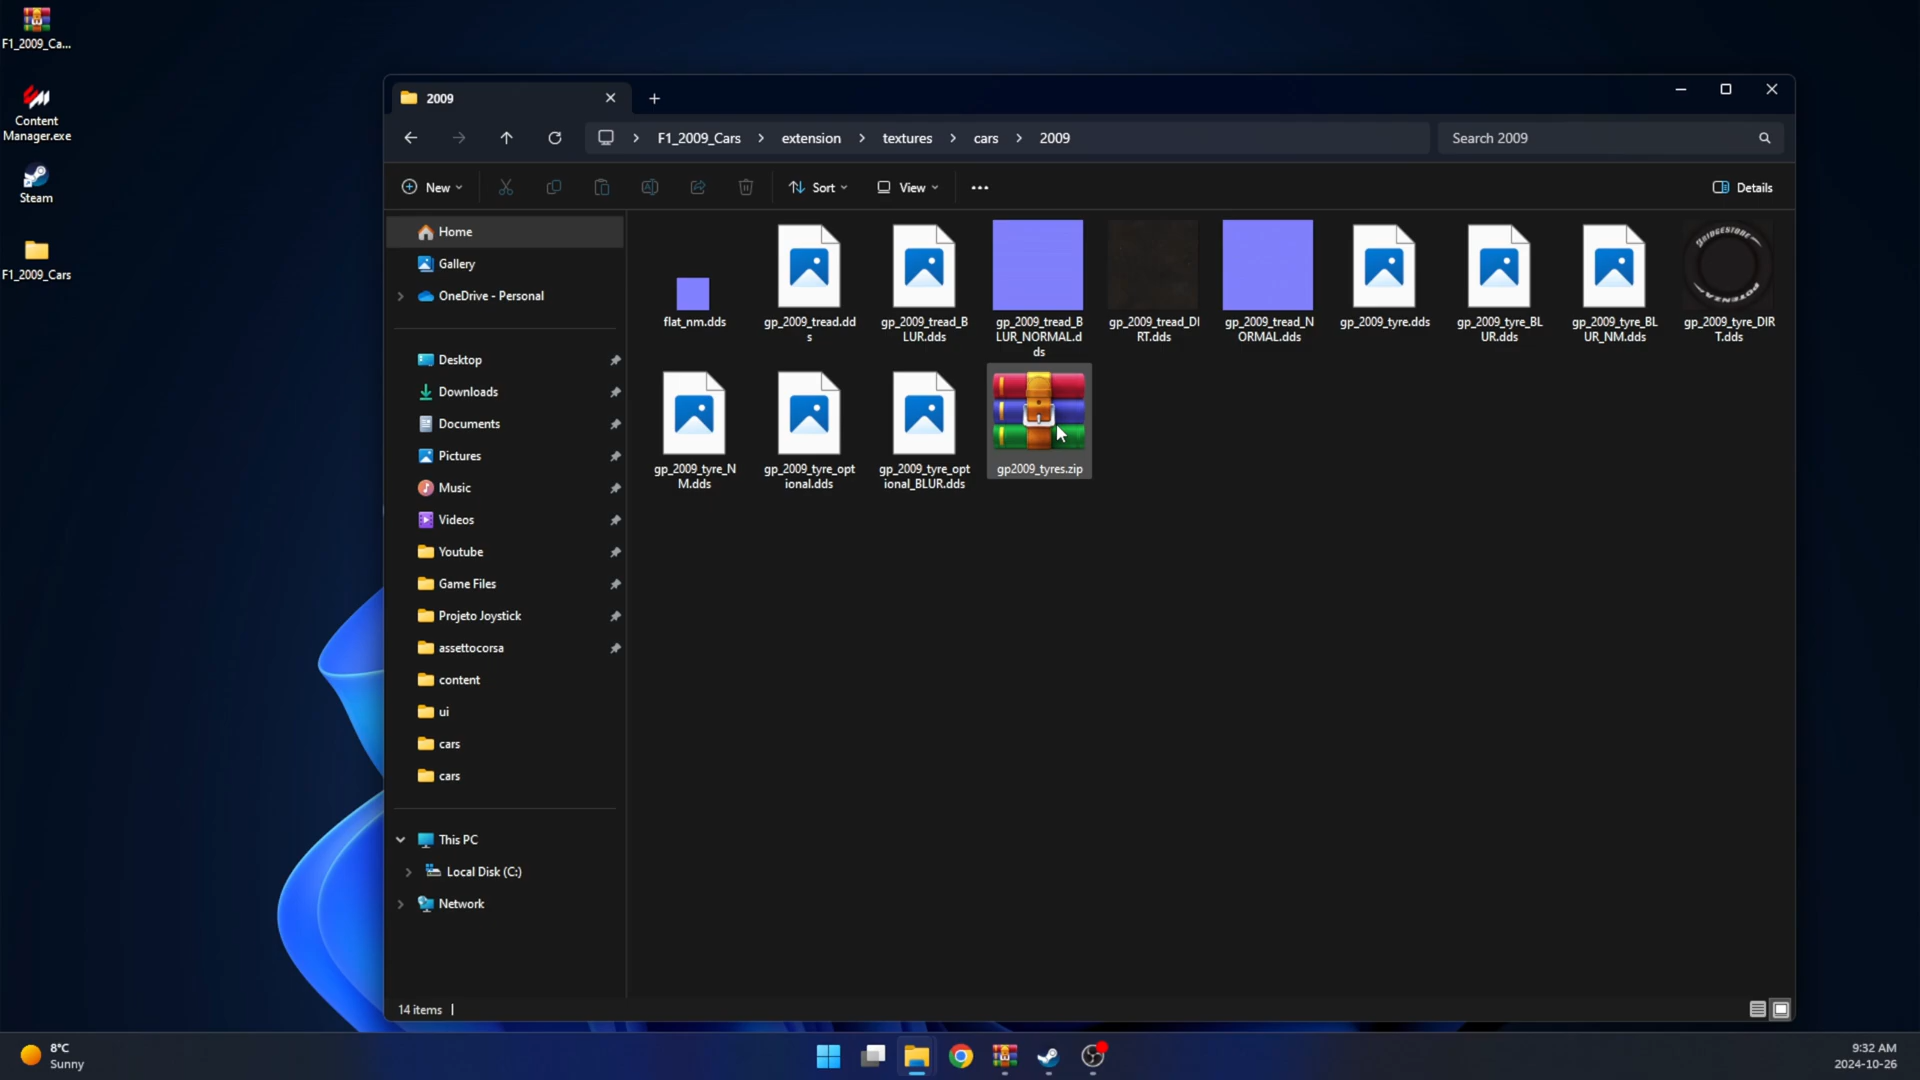 F1_2009_Ca...
Content
Manager.exe
Steam
F1_2009_Cars
2009
F1_2009_Cars
extension
textures
cars
2009
Search 2009
New
Sort
View
Details
Home
Gallery
OneDrive - Personal
Desktop
Downloads
Documents
Pictures
Music
Videos
Youtube
Game Files
Projeto Joystick
assettocorsa
content
ui
cars
cars
This PC
Local Disk (C:)
Network
flat_nm.dds
gp_2009_tread.dd
s
gp_2009_tread_B
LUR.dds
gp_2009_tread_B
LUR_NORMAL.d
ds
gp_2009_tread_DI
RT.dds
gp_2009_tread_N
ORMAL.dds
gp_2009_tyre.dds
gp_2009_tyre_BL
UR.dds
gp_2009_tyre_BL
UR_NM.dds
BRIDGESTONE
POTENZA
gp_2009_tyre_DIR
T.dds
gp_2009_tyre_N
M.dds
gp_2009_tyre_opt
ional.dds
gp_2009_tyre_opt
ional_BLUR.dds
gp2009_tyres.zip
14 items
8°C
Sunny
9:32 AM
2024-10-26